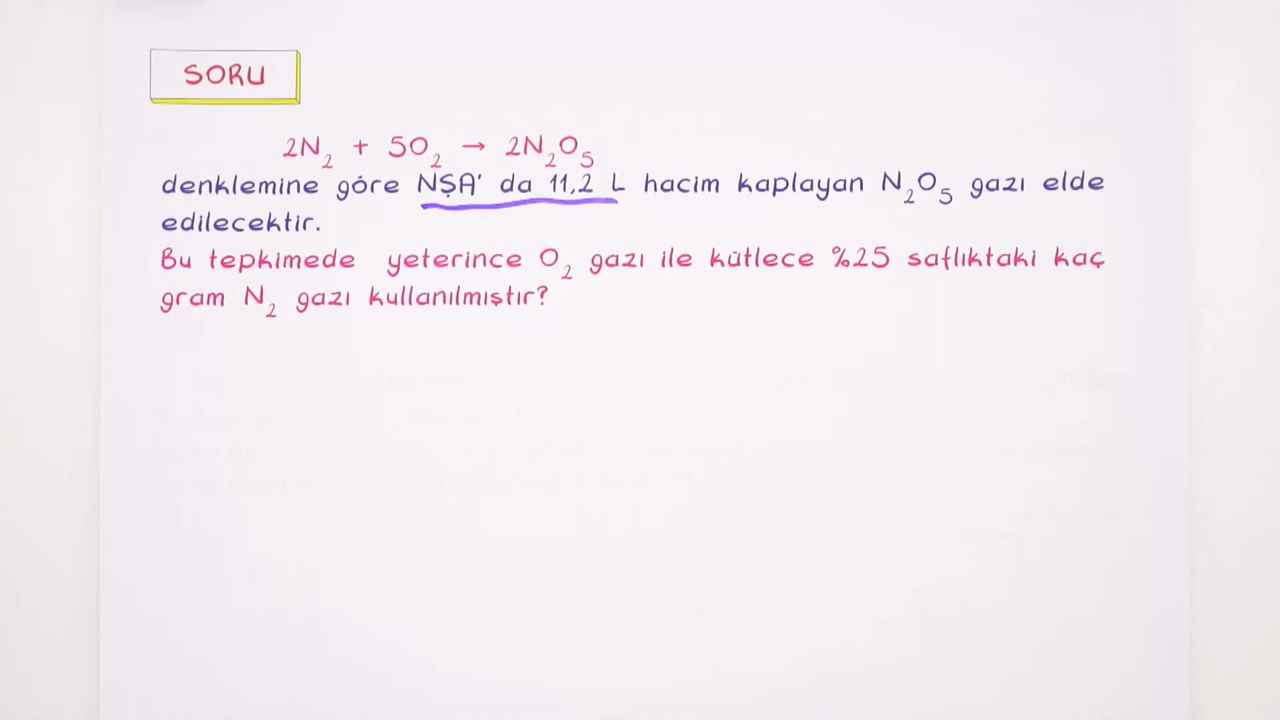 SORU
2N₂ + 5O₂ → 2N₂O₅
denklemine göre NŞA' da 11,2 L hacim kaplayan N₂O₅ gazı elde
edilecektir.
Bu tepkimede yeterince O₂ gazı ile kütlece %25 saflıktaki kaç
gram N₂ gazı kullanılmıştır?